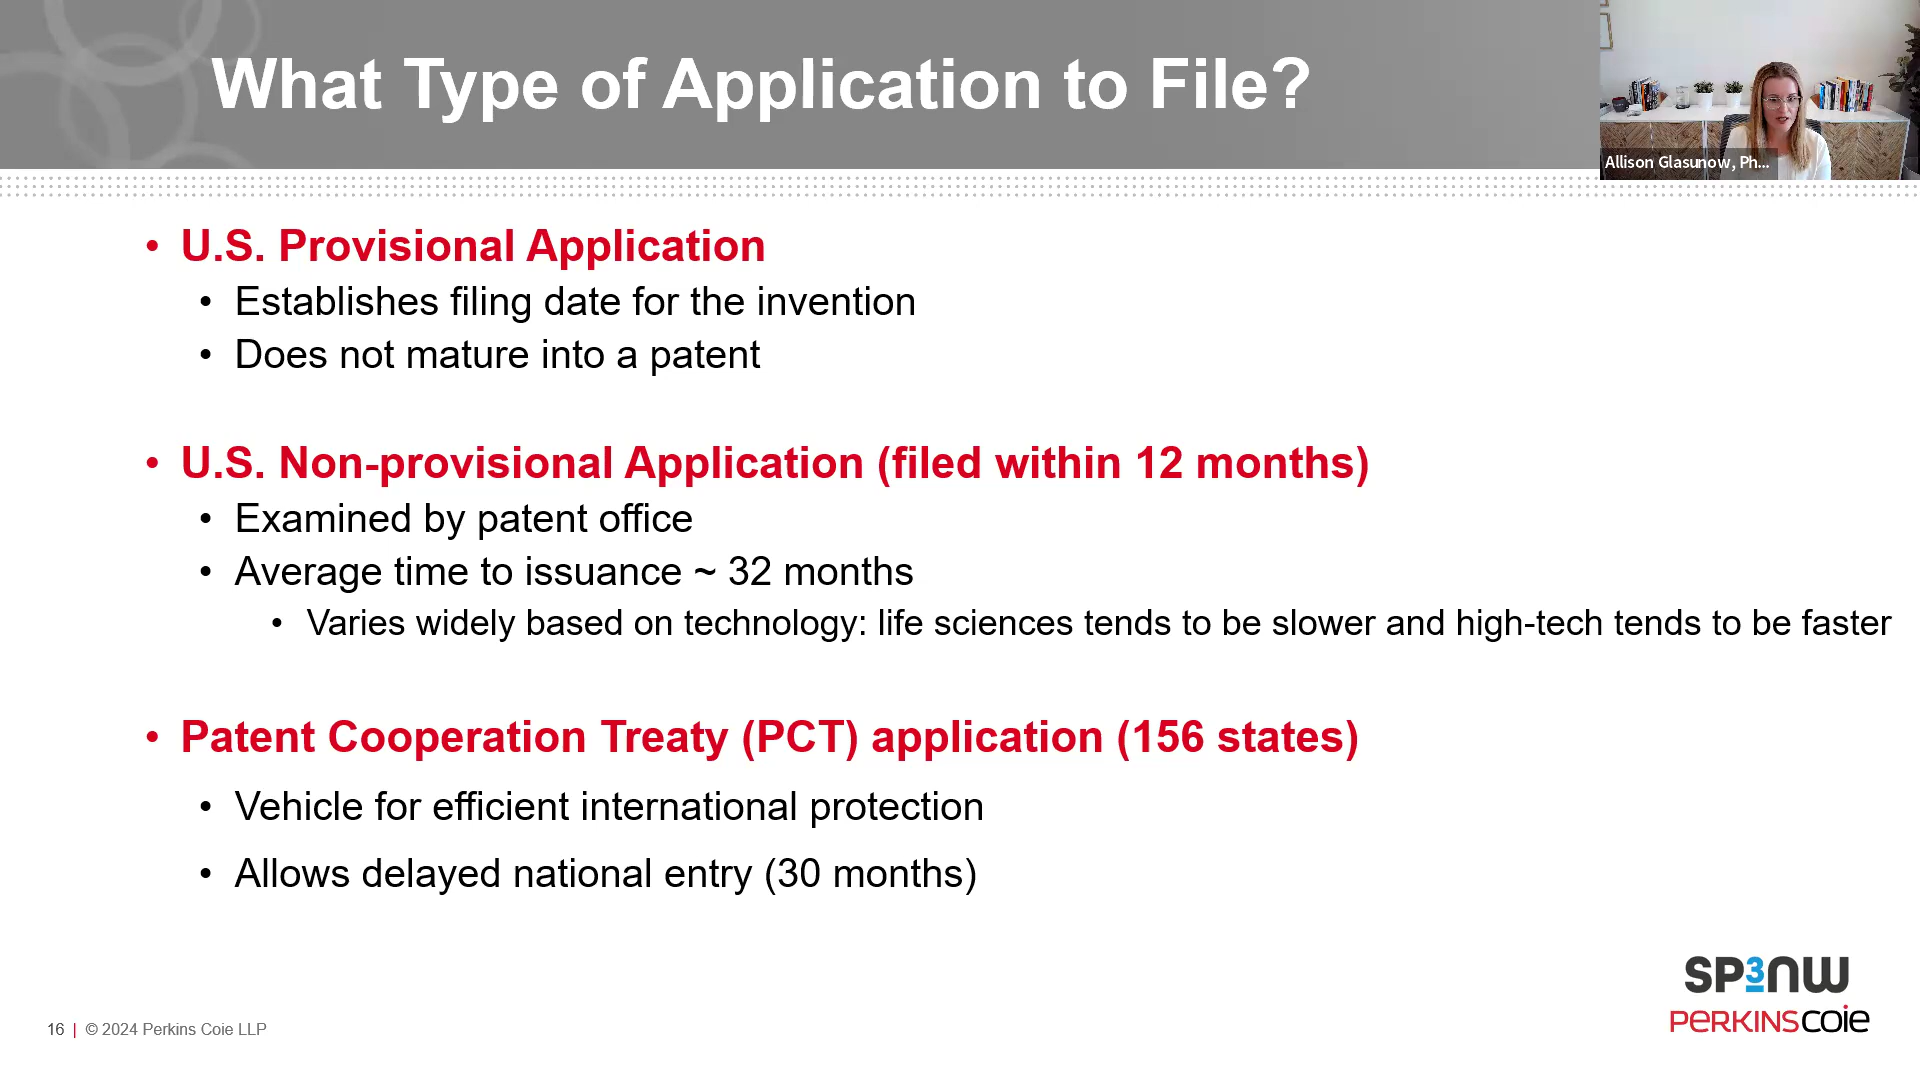 What Type of Application to File?
Allison Glasunow, Ph...
• U.S. Provisional Application
• Establishes filing date for the invention
• Does not mature into a patent
• U.S. Non-provisional Application (filed within 12 months)
• Examined by patent office
• Average time to issuance ~ 32 months
• Varies widely based on technology: life sciences tends to be slower and high-tech tends to be faster
• Patent Cooperation Treaty (PCT) application (156 states)
• Vehicle for efficient international protection
• Allows delayed national entry (30 months)
SP3NW
PERKINSCOIE
16 | © 2024 Perkins Coie LLP